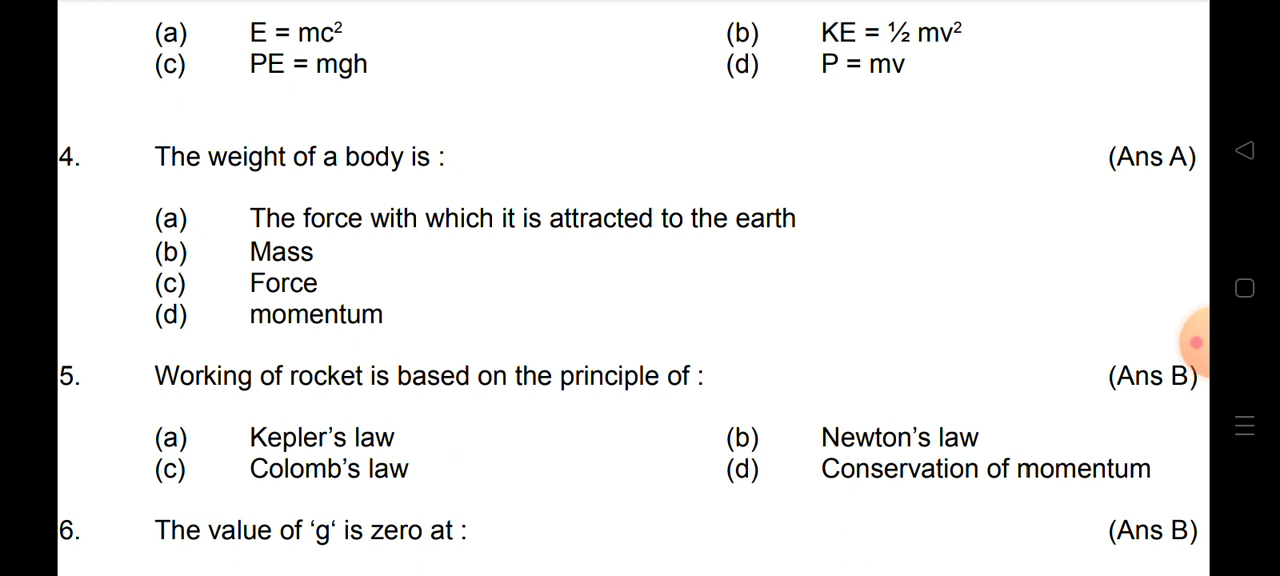 (a) E = mc² (b) KE = ½ mv²
(c) PE = mgh (d) P = mv
4. The weight of a body is : (Ans A)
(a) The force with which it is attracted to the earth
(b) Mass
(c) Force
(d) momentum
5. Working of rocket is based on the principle of : (Ans B)
(a) Kepler’s law (b) Newton’s law
(c) Colomb’s law (d) Conservation of momentum
6. The value of ‘g‘ is zero at : (Ans B)